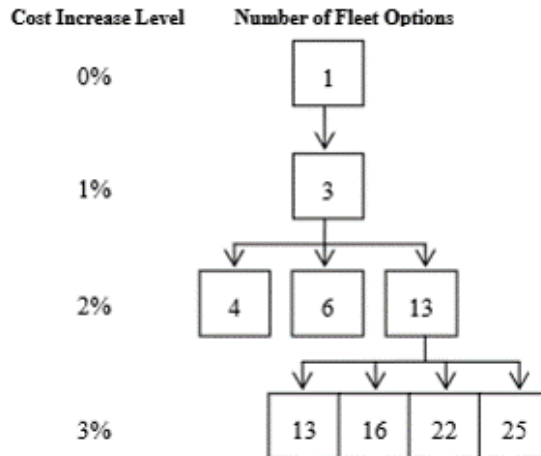 Cost Increase Level Number of Fleet Options
0% 1
1% 3
2% 4 6 13
3% 13 16 22 25